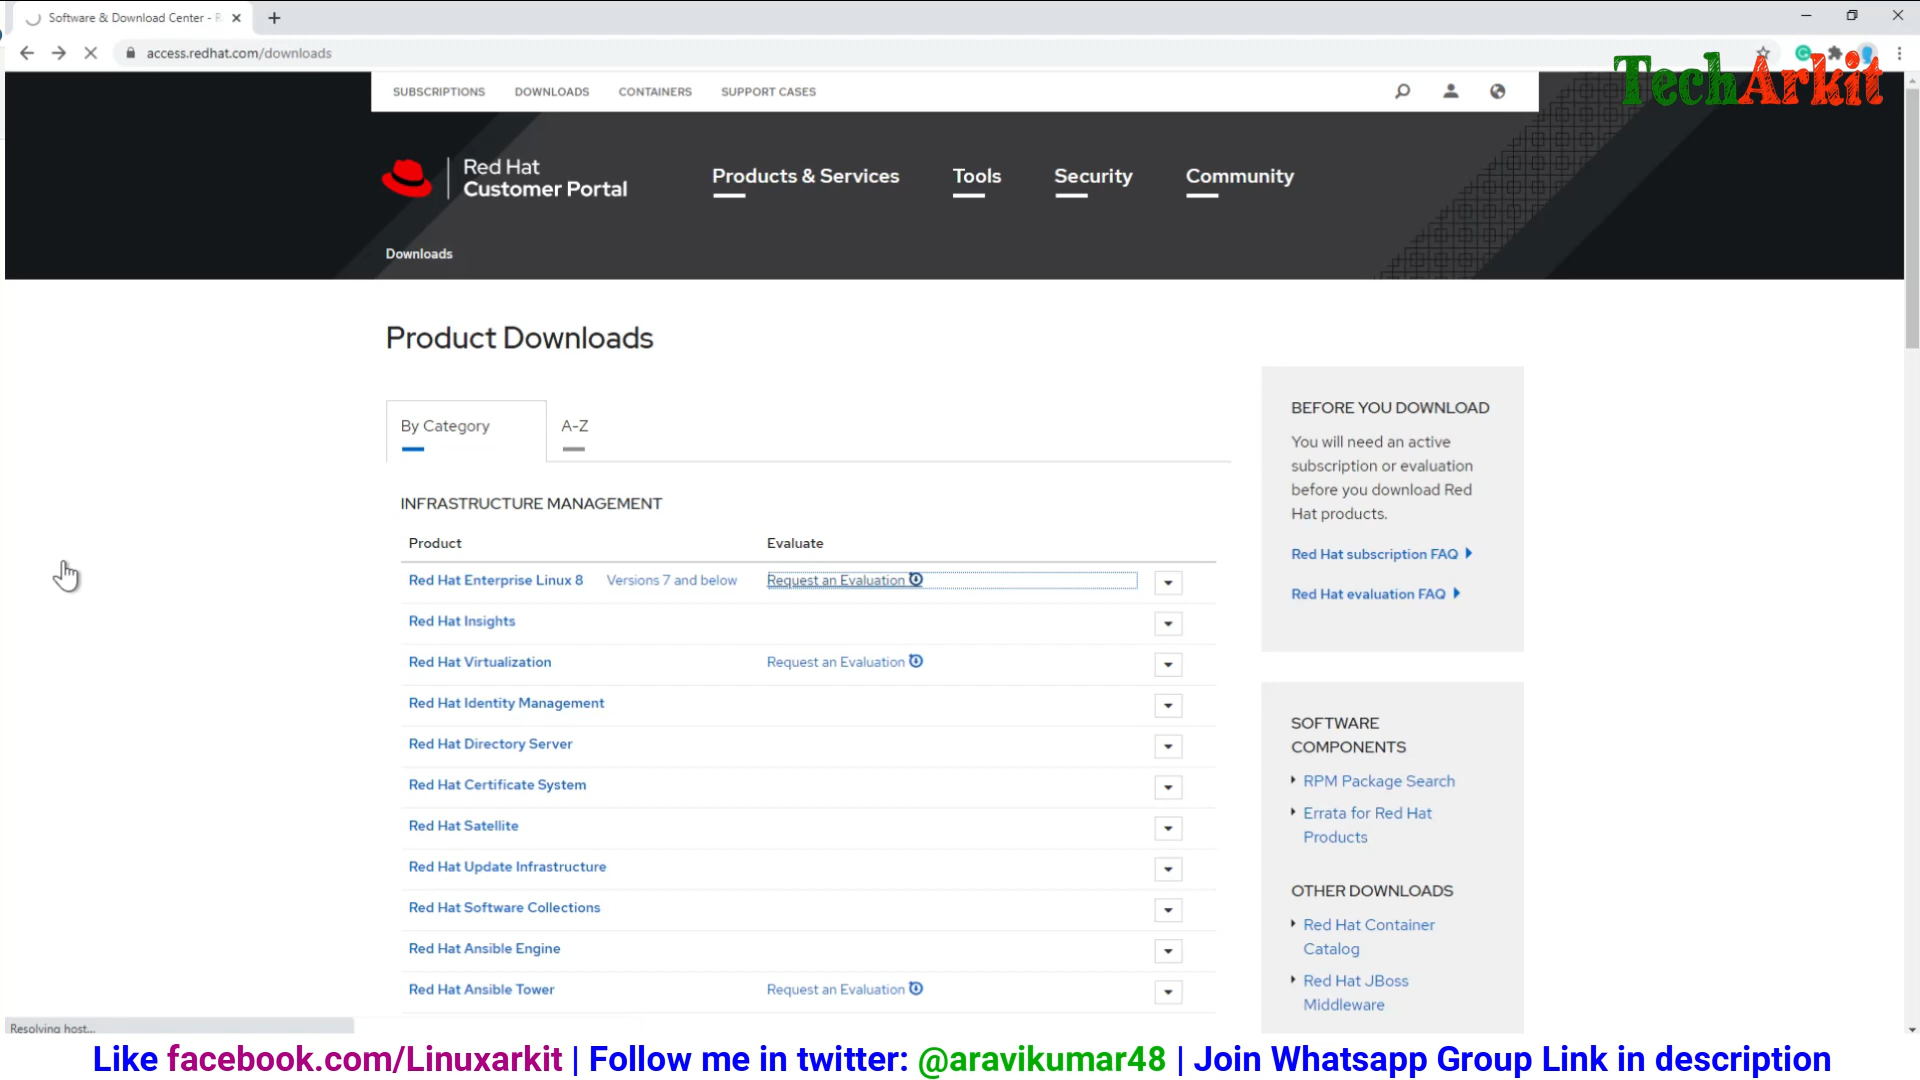 Software & Download Center - R
access.redhat.com/downloads
TechArkit
SUBSCRIPTIONS DOWNLOADS CONTAINERS SUPPORT CASES
Red Hat
Customer Portal
Products & Services Tools Security Community
Downloads
Product Downloads
By Category A-Z
INFRASTRUCTURE MANAGEMENT
Product Evaluate
Red Hat Enterprise Linux 8 Versions 7 and below Request an Evaluation
Red Hat Insights
Red Hat Virtualization Request an Evaluation
Red Hat Identity Management
Red Hat Directory Server
Red Hat Certificate System
Red Hat Satellite
Red Hat Update Infrastructure
Red Hat Software Collections
Red Hat Ansible Engine
Red Hat Ansible Tower Request an Evaluation
BEFORE YOU DOWNLOAD
You will need an active
subscription or evaluation
before you download Red
Hat products.
Red Hat subscription FAQ
Red Hat evaluation FAQ
SOFTWARE
COMPONENTS
RPM Package Search
Errata for Red Hat
Products
OTHER DOWNLOADS
Red Hat Container
Catalog
Red Hat JBoss
Middleware
Resolving host...
Like facebook.com/Linuxarkit | Follow me in twitter: @aravikumar48 | Join Whatsapp Group Link in description